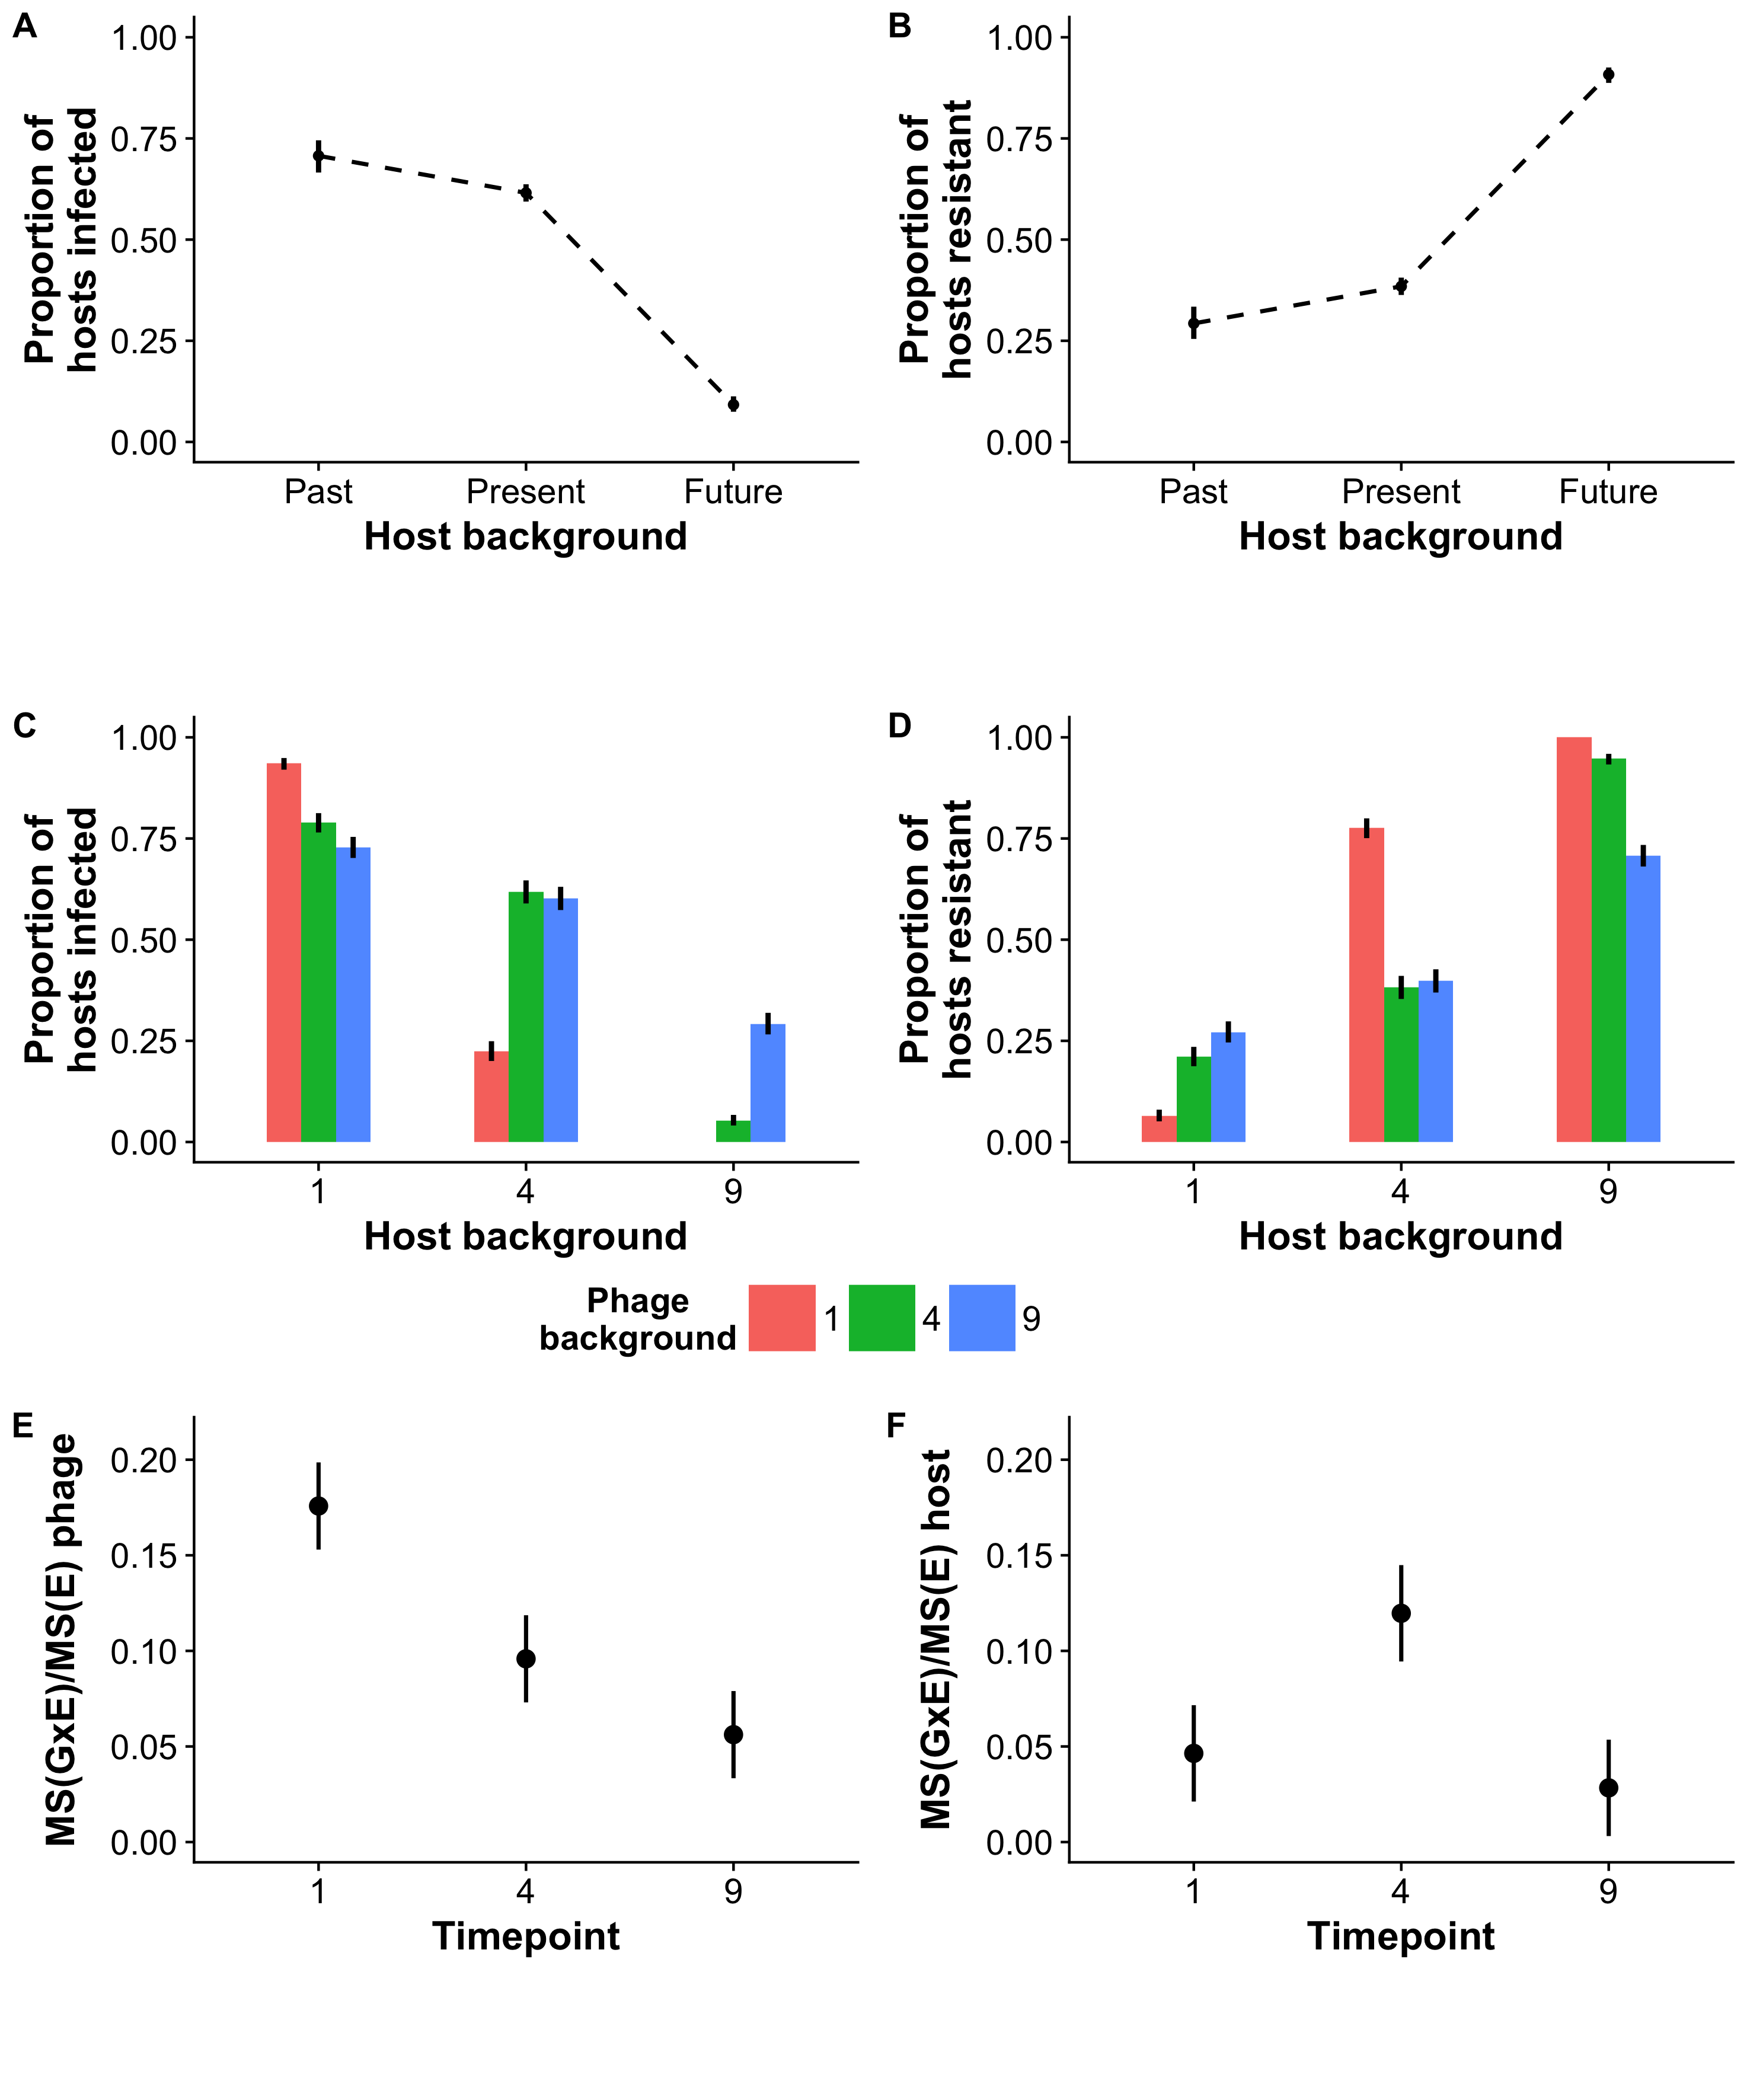 A
Proportion of
hosts infected
1.00
0.75
0.50
0.25
0.00
Past Present Future
Host background
B
Proportion of
hosts resistant
1.00
0.75
0.50
0.25
0.00
Past Present Future
Host background
C
Proportion of
hosts infected
1.00
0.75
0.50
0.25
0.00
1 4 9
Host background
D
Proportion of
hosts resistant
1.00
0.75
0.50
0.25
0.00
1 4 9
Host background
Phage
background
1 4 9
E
MS(GxE)/MS(E) phage
0.20
0.15
0.10
0.05
0.00
1 4 9
Timepoint
F
MS(GxE)/MS(E) host
0.20
0.15
0.10
0.05
0.00
1 4 9
Timepoint